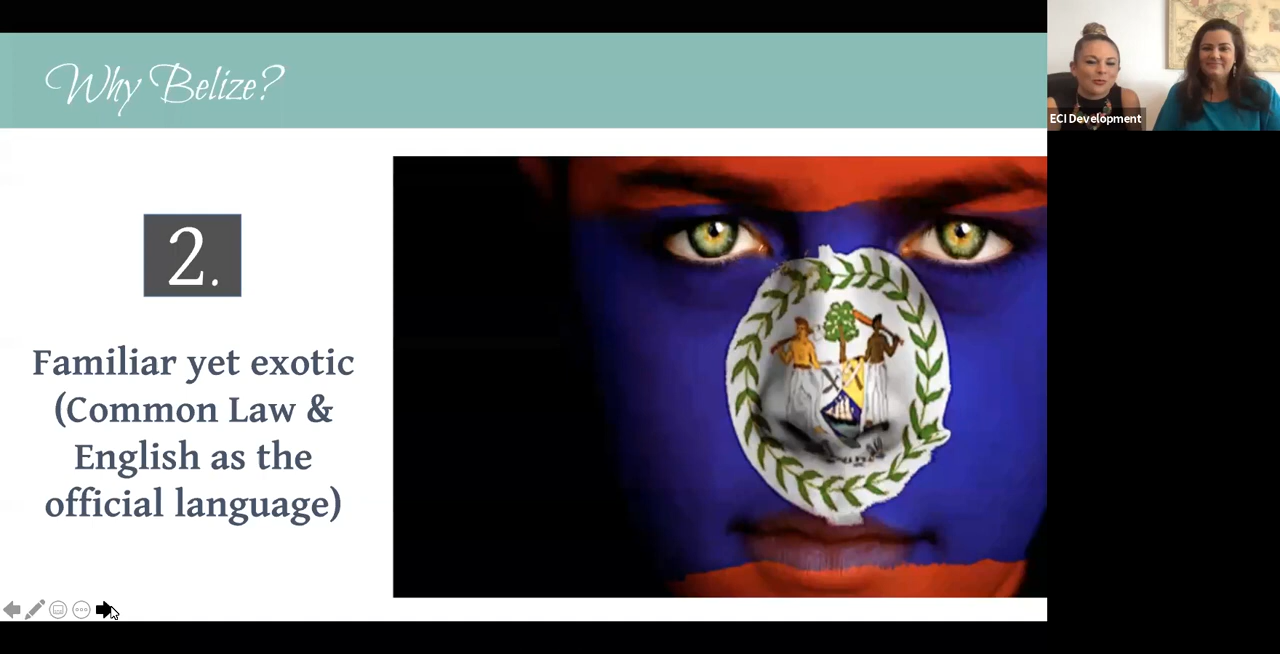 Why Belize?
ECI Development
2.
Familiar yet exotic
(Common Law &
English as the
official language)